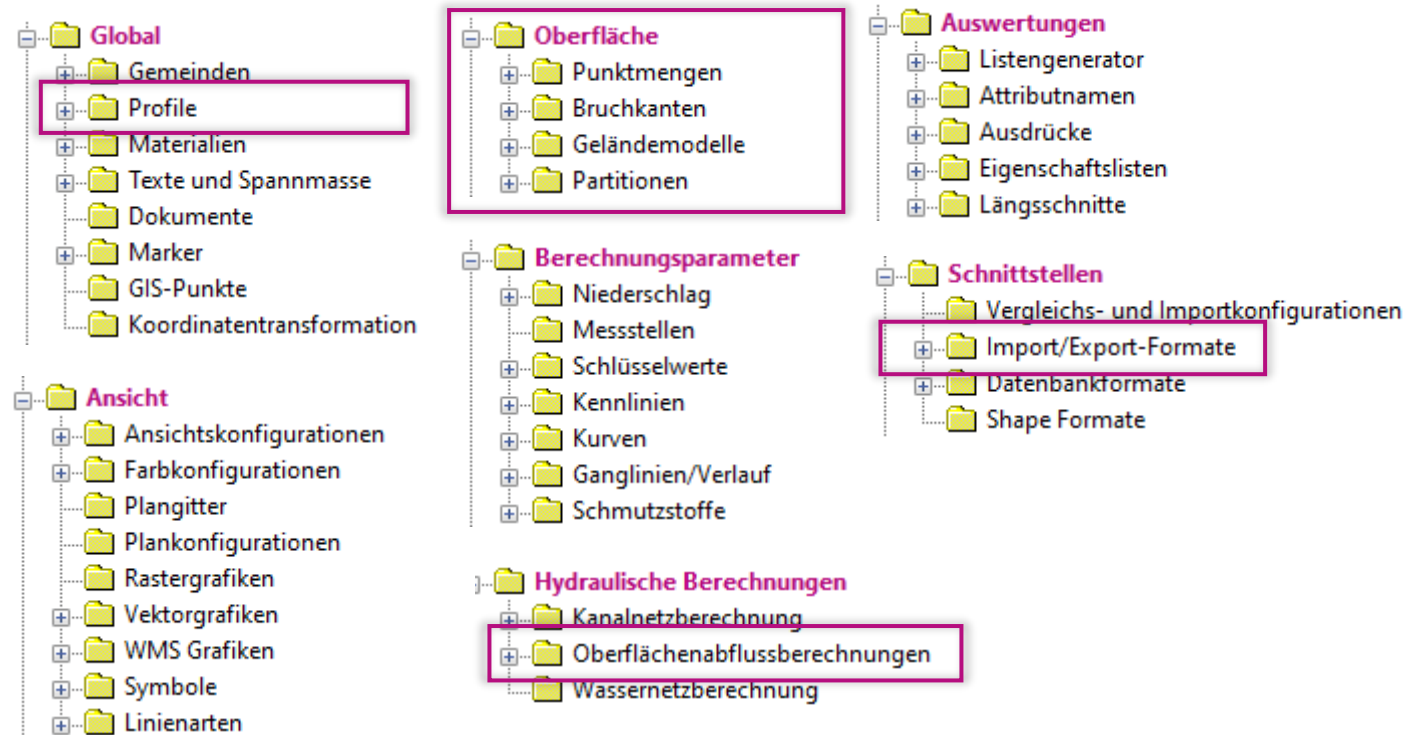 Global
Gemeinden
Profile
Materialien
Texte und Spannmasse
Dokumente
Marker
GIS-Punkte
Koordinatentransformation
Ansicht
Ansichtskonfigurationen
Farbkonfigurationen
Plangitter
Plankonfigurationen
Rastergrafiken
Vektorgrafiken
WMS Grafiken
Symbole
Linienarten
Oberfläche
Punktmengen
Bruchkanten
Geländemodelle
Partitionen
Berechnungsparameter
Niederschlag
Messstellen
Schlüsselwerte
Kennlinien
Kurven
Ganglinien/Verlauf
Schmutzstoffe
Hydraulische Berechnungen
Kanalnetzberechnung
Oberflächenabflussberechnungen
Wassernetzberechnung
Auswertungen
Listengenerator
Attributnamen
Ausdrücke
Eigenschaftslisten
Längsschnitte
Schnittstellen
Vergleichs- und Importkonfigurationen
Import/Export-Formate
Datenbankformate
Shape Formate